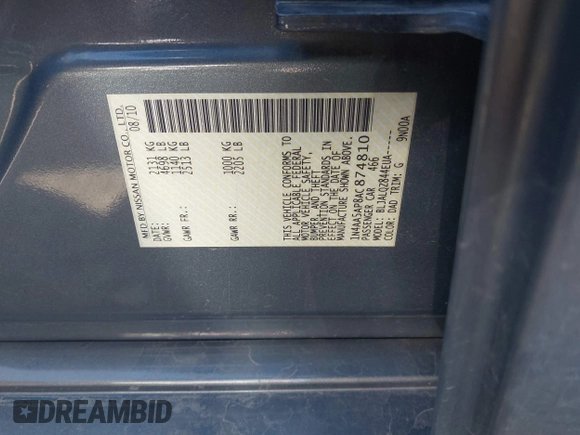 MFD BY NISSAN MOTOR CO., LTD.
DATE: 08/10
GVWR: 2131 KG
4698 LB
GAWR FR.: 1140 KG
2513 LB
GAWR RR.: 1000 KG
2205 LB
THIS VEHICLE CONFORMS TO
ALL APPLICABLE FEDERAL
MOTOR VEHICLE SAFETY,
BUMPER, AND THEFT
PREVENTION STANDARDS IN
EFFECT ON THE DATE OF
MANUFACTURE SHOWN ABOVE.
1N4AA5AP8AC874810
PASSENGER CAR 466
MODEL: BLJALQZ844EUA
COLOR: DAD TRIM: G
9N00A
DREAMBID